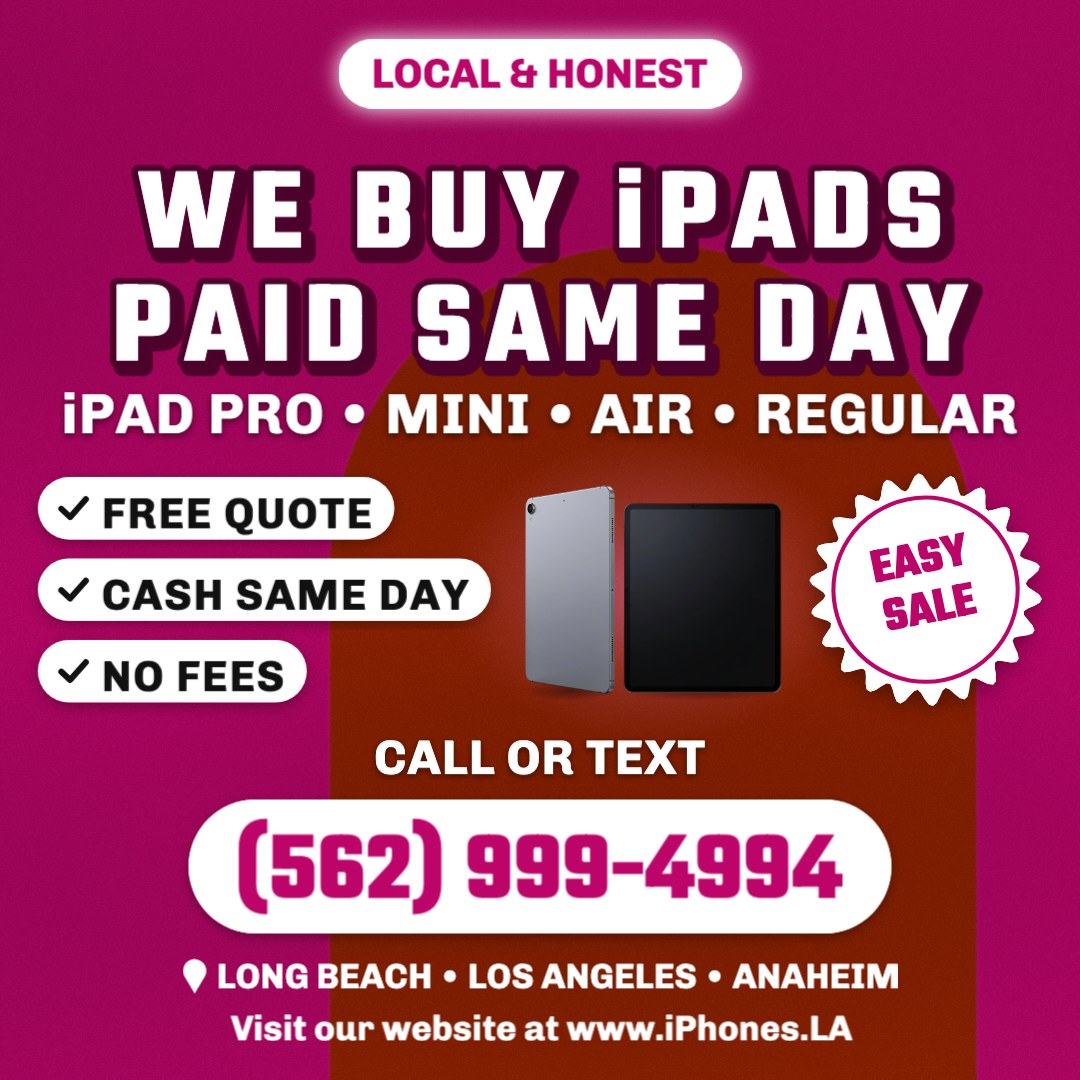 LOCAL & HONEST
WE BUY iPADS
PAID SAME DAY
iPAD PRO • MINI • AIR • REGULAR
✓ FREE QUOTE
✓ CASH SAME DAY
✓ NO FEES
EASY
SALE
CALL OR TEXT
(562) 999-4994
LONG BEACH • LOS ANGELES • ANAHEIM
Visit our website at www.iPhones.LA